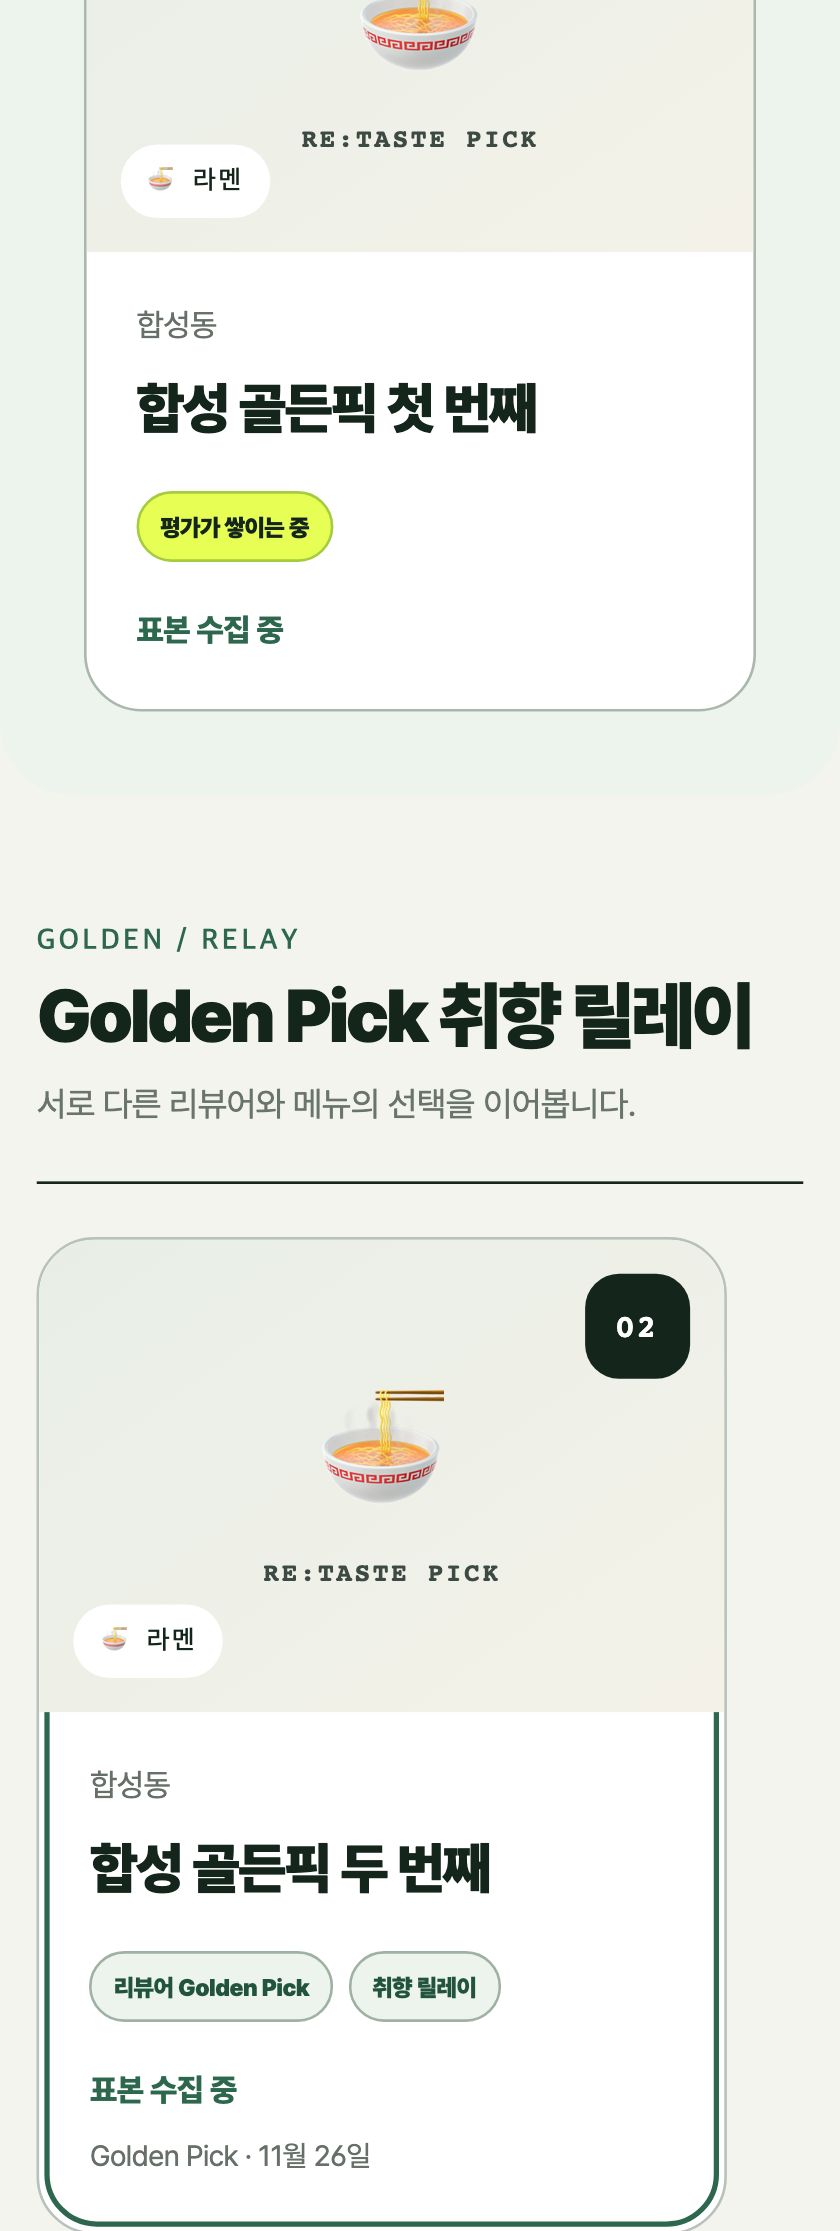 RE:TASTE PICK
라멘
합성동
합성 골든픽 첫 번째
평가가 쌓이는 중
표본 수집 중
GOLDEN / RELAY
Golden Pick 취향 릴레이
서로 다른 리뷰어와 메뉴의 선택을 이어봅니다.
02
RE:TASTE PICK
라멘
합성동
합성 골든픽 두 번째
리뷰어 Golden Pick 취향 릴레이
표본 수집 중
Golden Pick · 11월 26일